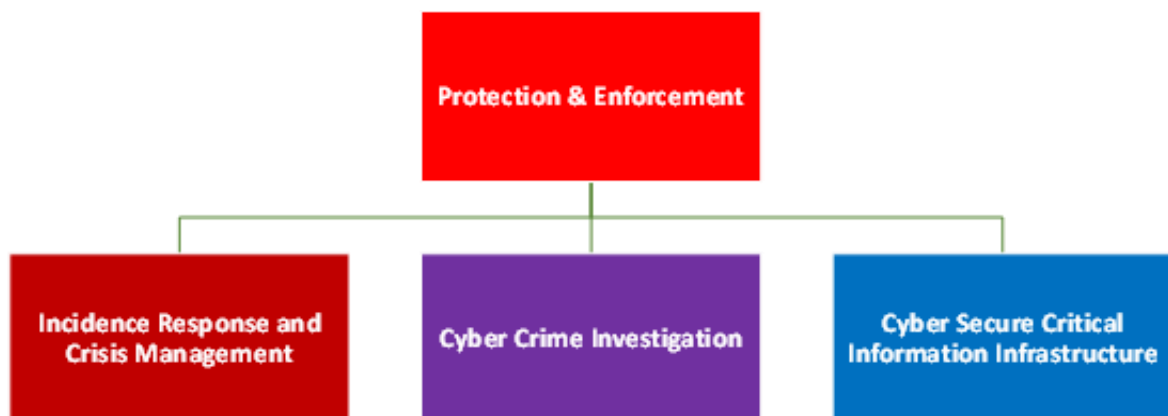 Protection & Enforcement
Incidence Response and
Crisis Management
Cyber Crime Investigation
Cyber Secure Critical
Information Infrastructure